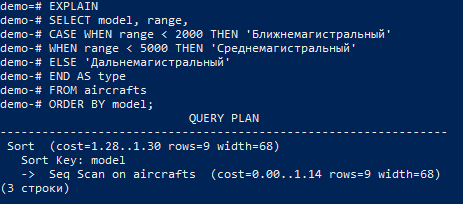 demo=# EXPLAIN
demo-# SELECT model, range,
demo-# CASE WHEN range < 2000 THEN 'Ближнемагистральный'
demo-# WHEN range < 5000 THEN 'Среднемагистральный'
demo-# ELSE 'Дальнемагистральный'
demo-# END AS type
demo-# FROM aircrafts
demo-# ORDER BY model;
QUERY PLAN
-----------------------------------------------------------------
Sort  (cost=1.28..1.30 rows=9 width=68)
Sort Key: model
->  Seq Scan on aircrafts  (cost=0.00..1.14 rows=9 width=68)
(3 строки)